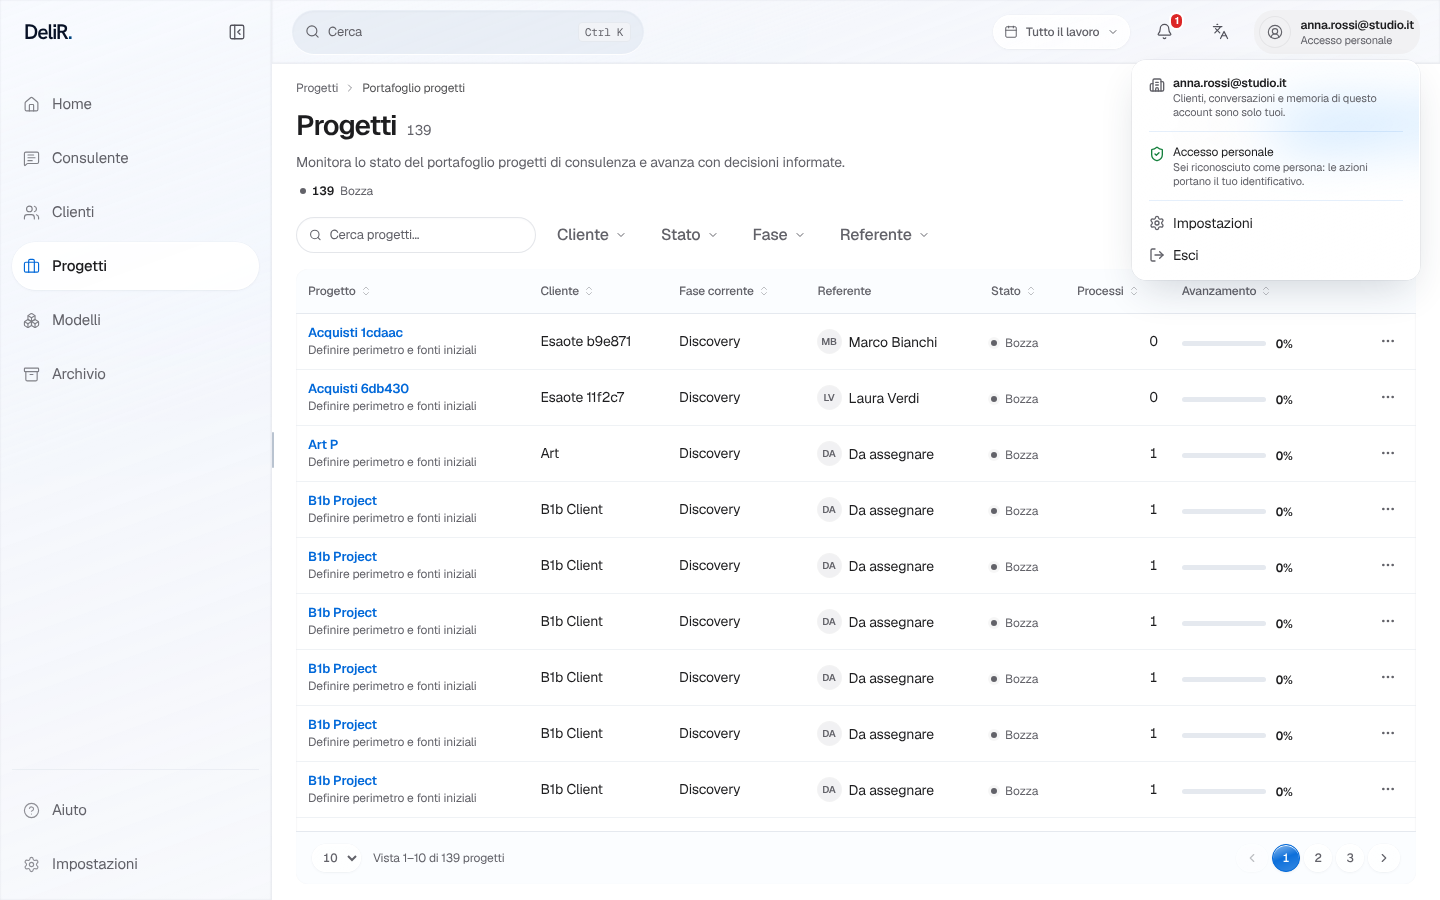 DeliR.
Cerca
Ctrl K
Tutto il lavoro
1
anna.rossi@studio.it
Accesso personale
Home
Consulente
Clienti
Progetti
Modelli
Archivio
Aiuto
Impostazioni
anna.rossi@studio.it
Clienti, conversazioni e memoria di questo
account sono solo tuoi.
Accesso personale
Sei riconosciuto come persona: le azioni
portano il tuo identificativo.
Impostazioni
Esci
Progetti
Portafoglio progetti
Progetti 139
Monitora lo stato del portafoglio progetti di consulenza e avanza con decisioni informate.
139 Bozza
Cerca progetti...
Cliente
Stato
Fase
Referente
Progetto Cliente Fase corrente Referente Stato Processi Avanzamento
Acquisti 1cdaac
Definire perimetro e fonti iniziali
Esaote b9e871 Discovery MB Marco Bianchi Bozza 0 0%
Acquisti 6db430
Definire perimetro e fonti iniziali
Esaote 11f2c7 Discovery LV Laura Verdi Bozza 0 0%
Art P
Definire perimetro e fonti iniziali
Art Discovery DA Da assegnare Bozza 1 0%
B1b Project
Definire perimetro e fonti iniziali
B1b Client Discovery DA Da assegnare Bozza 1 0%
B1b Project
Definire perimetro e fonti iniziali
B1b Client Discovery DA Da assegnare Bozza 1 0%
B1b Project
Definire perimetro e fonti iniziali
B1b Client Discovery DA Da assegnare Bozza 1 0%
B1b Project
Definire perimetro e fonti iniziali
B1b Client Discovery DA Da assegnare Bozza 1 0%
B1b Project
Definire perimetro e fonti iniziali
B1b Client Discovery DA Da assegnare Bozza 1 0%
B1b Project
Definire perimetro e fonti iniziali
B1b Client Discovery DA Da assegnare Bozza 1 0%
10
Vista 1–10 di 139 progetti
1 2 3